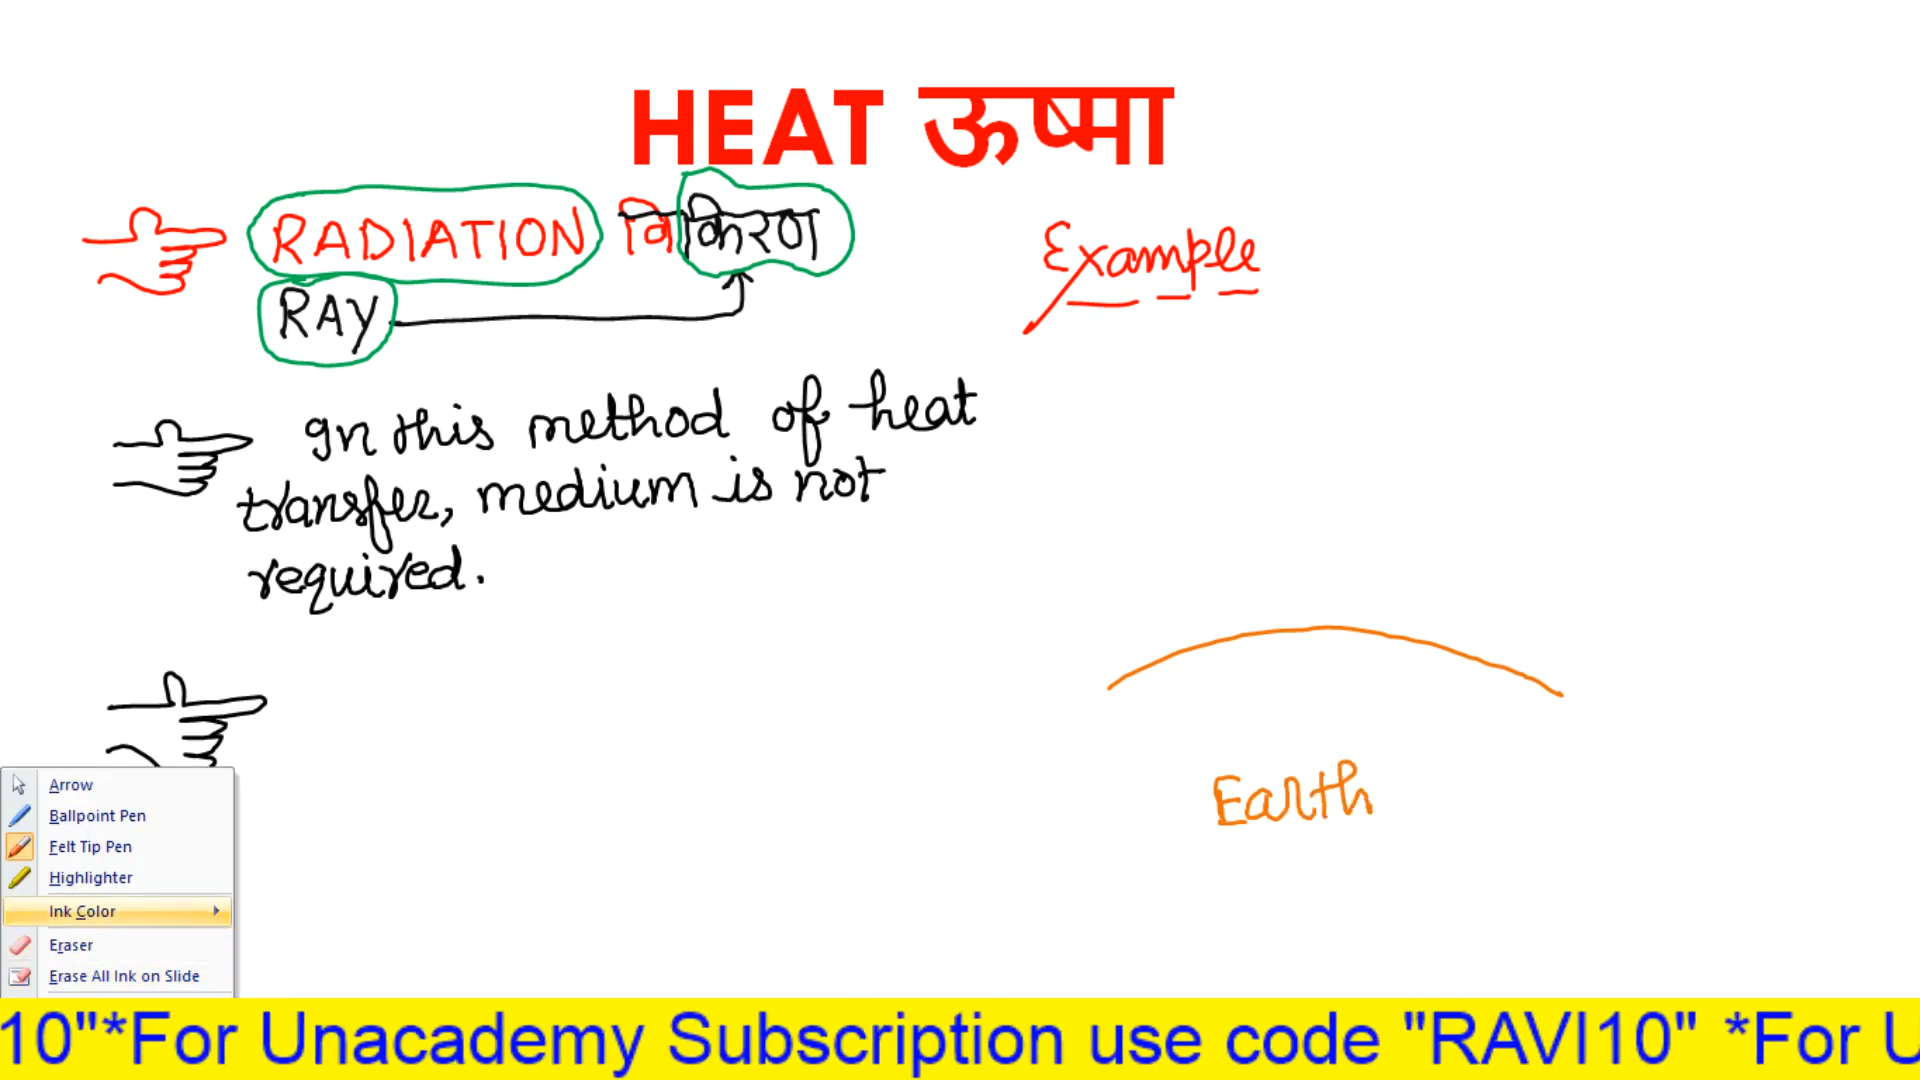 HEAT ऊष्मा
RADIATION विकिरण
RAY
Example
In this method of heat
transfer, medium is not
required.
Earth
Arrow
Ballpoint Pen
Felt Tip Pen
Highlighter
Ink Color
Eraser
Erase All Ink on Slide
10"*For Unacademy Subscription use code "RAVI10" *For U